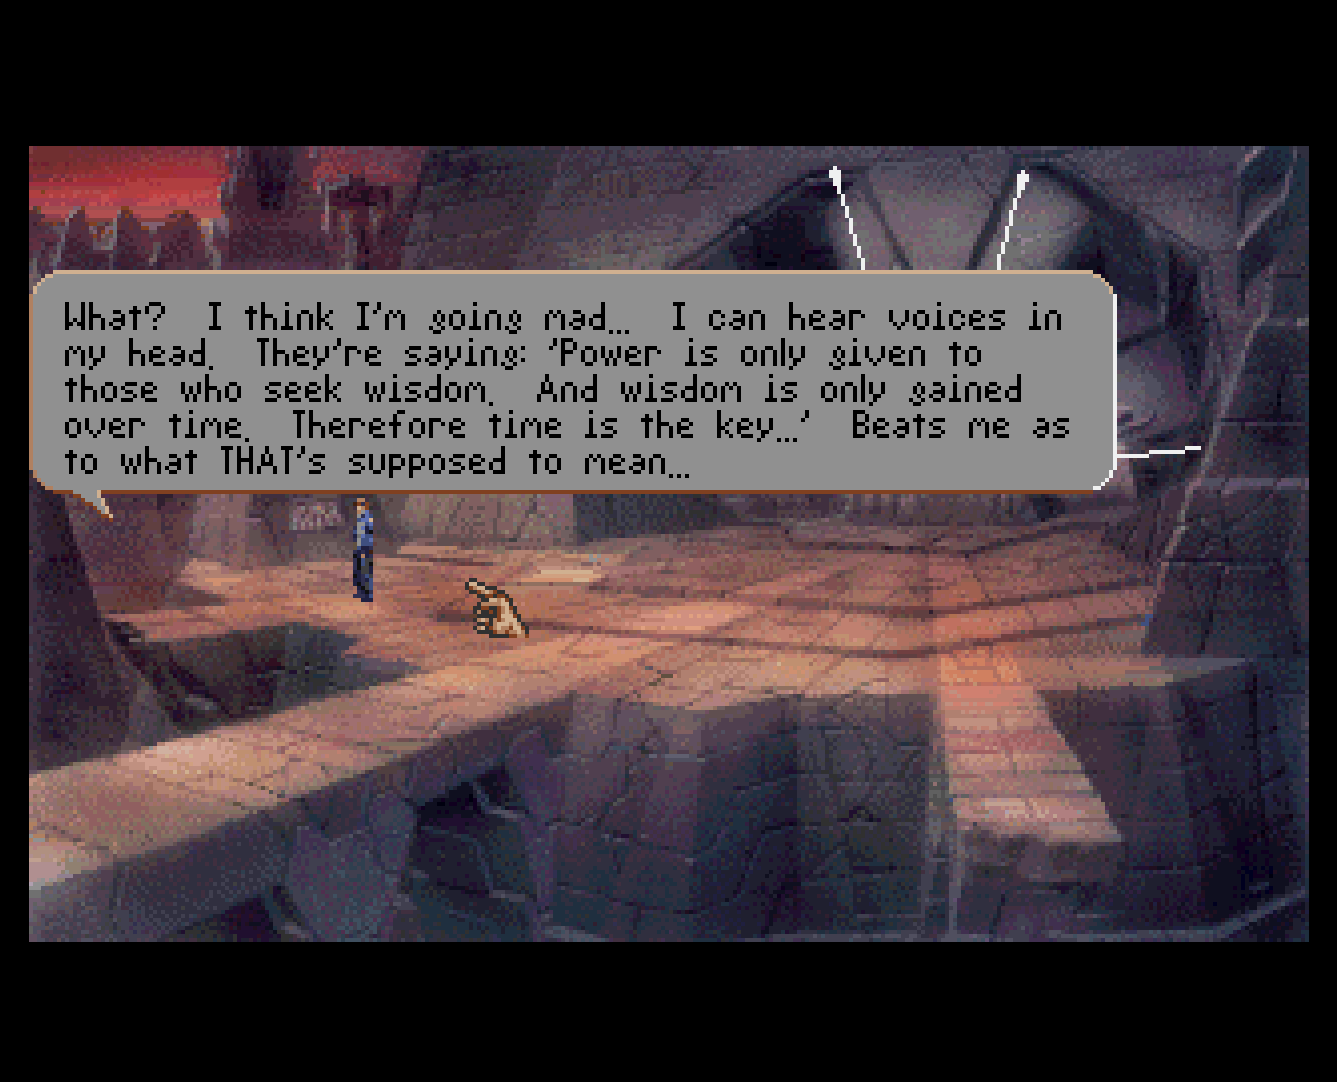 What?  I think I'm going mad...  I can hear voices in
my head.  They're saying: 'Power is only given to
those who seek wisdom.  And wisdom is only gained
over time.  Therefore time is the key...'  Beats me as
to what THAT's supposed to mean...